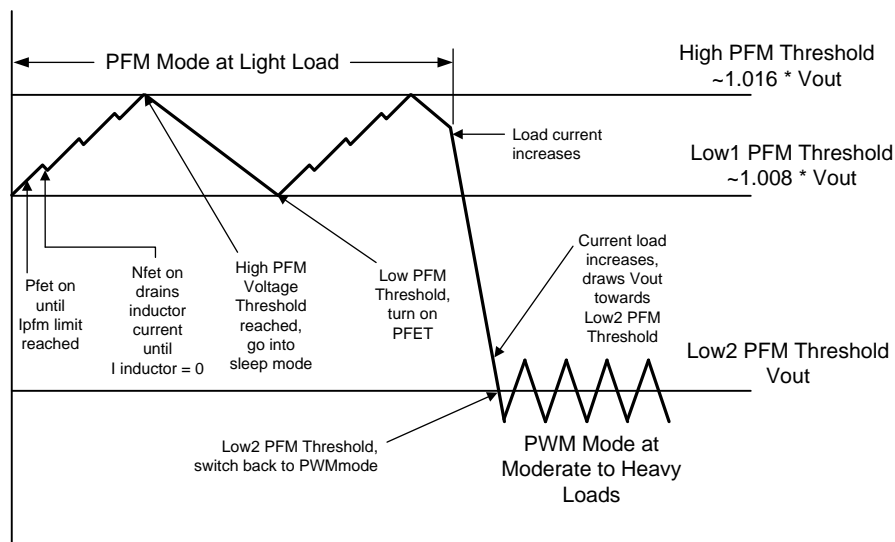 PFM Mode at Light Load
High PFM Threshold
~1.016 * Vout
Load current
increases
Low1 PFM Threshold
~1.008 * Vout
Pfet on
until
Ipfm limit
reached
Nfet on
drains
inductor
current
until
I inductor = 0
High PFM
Voltage
Threshold
reached,
go into
sleep mode
Low PFM
Threshold,
turn on
PFET
Current load
increases,
draws Vout
towards
Low2 PFM
Threshold
Low2 PFM Threshold
Vout
Low2 PFM Threshold,
switch back to PWMmode
PWM Mode at
Moderate to Heavy
Loads